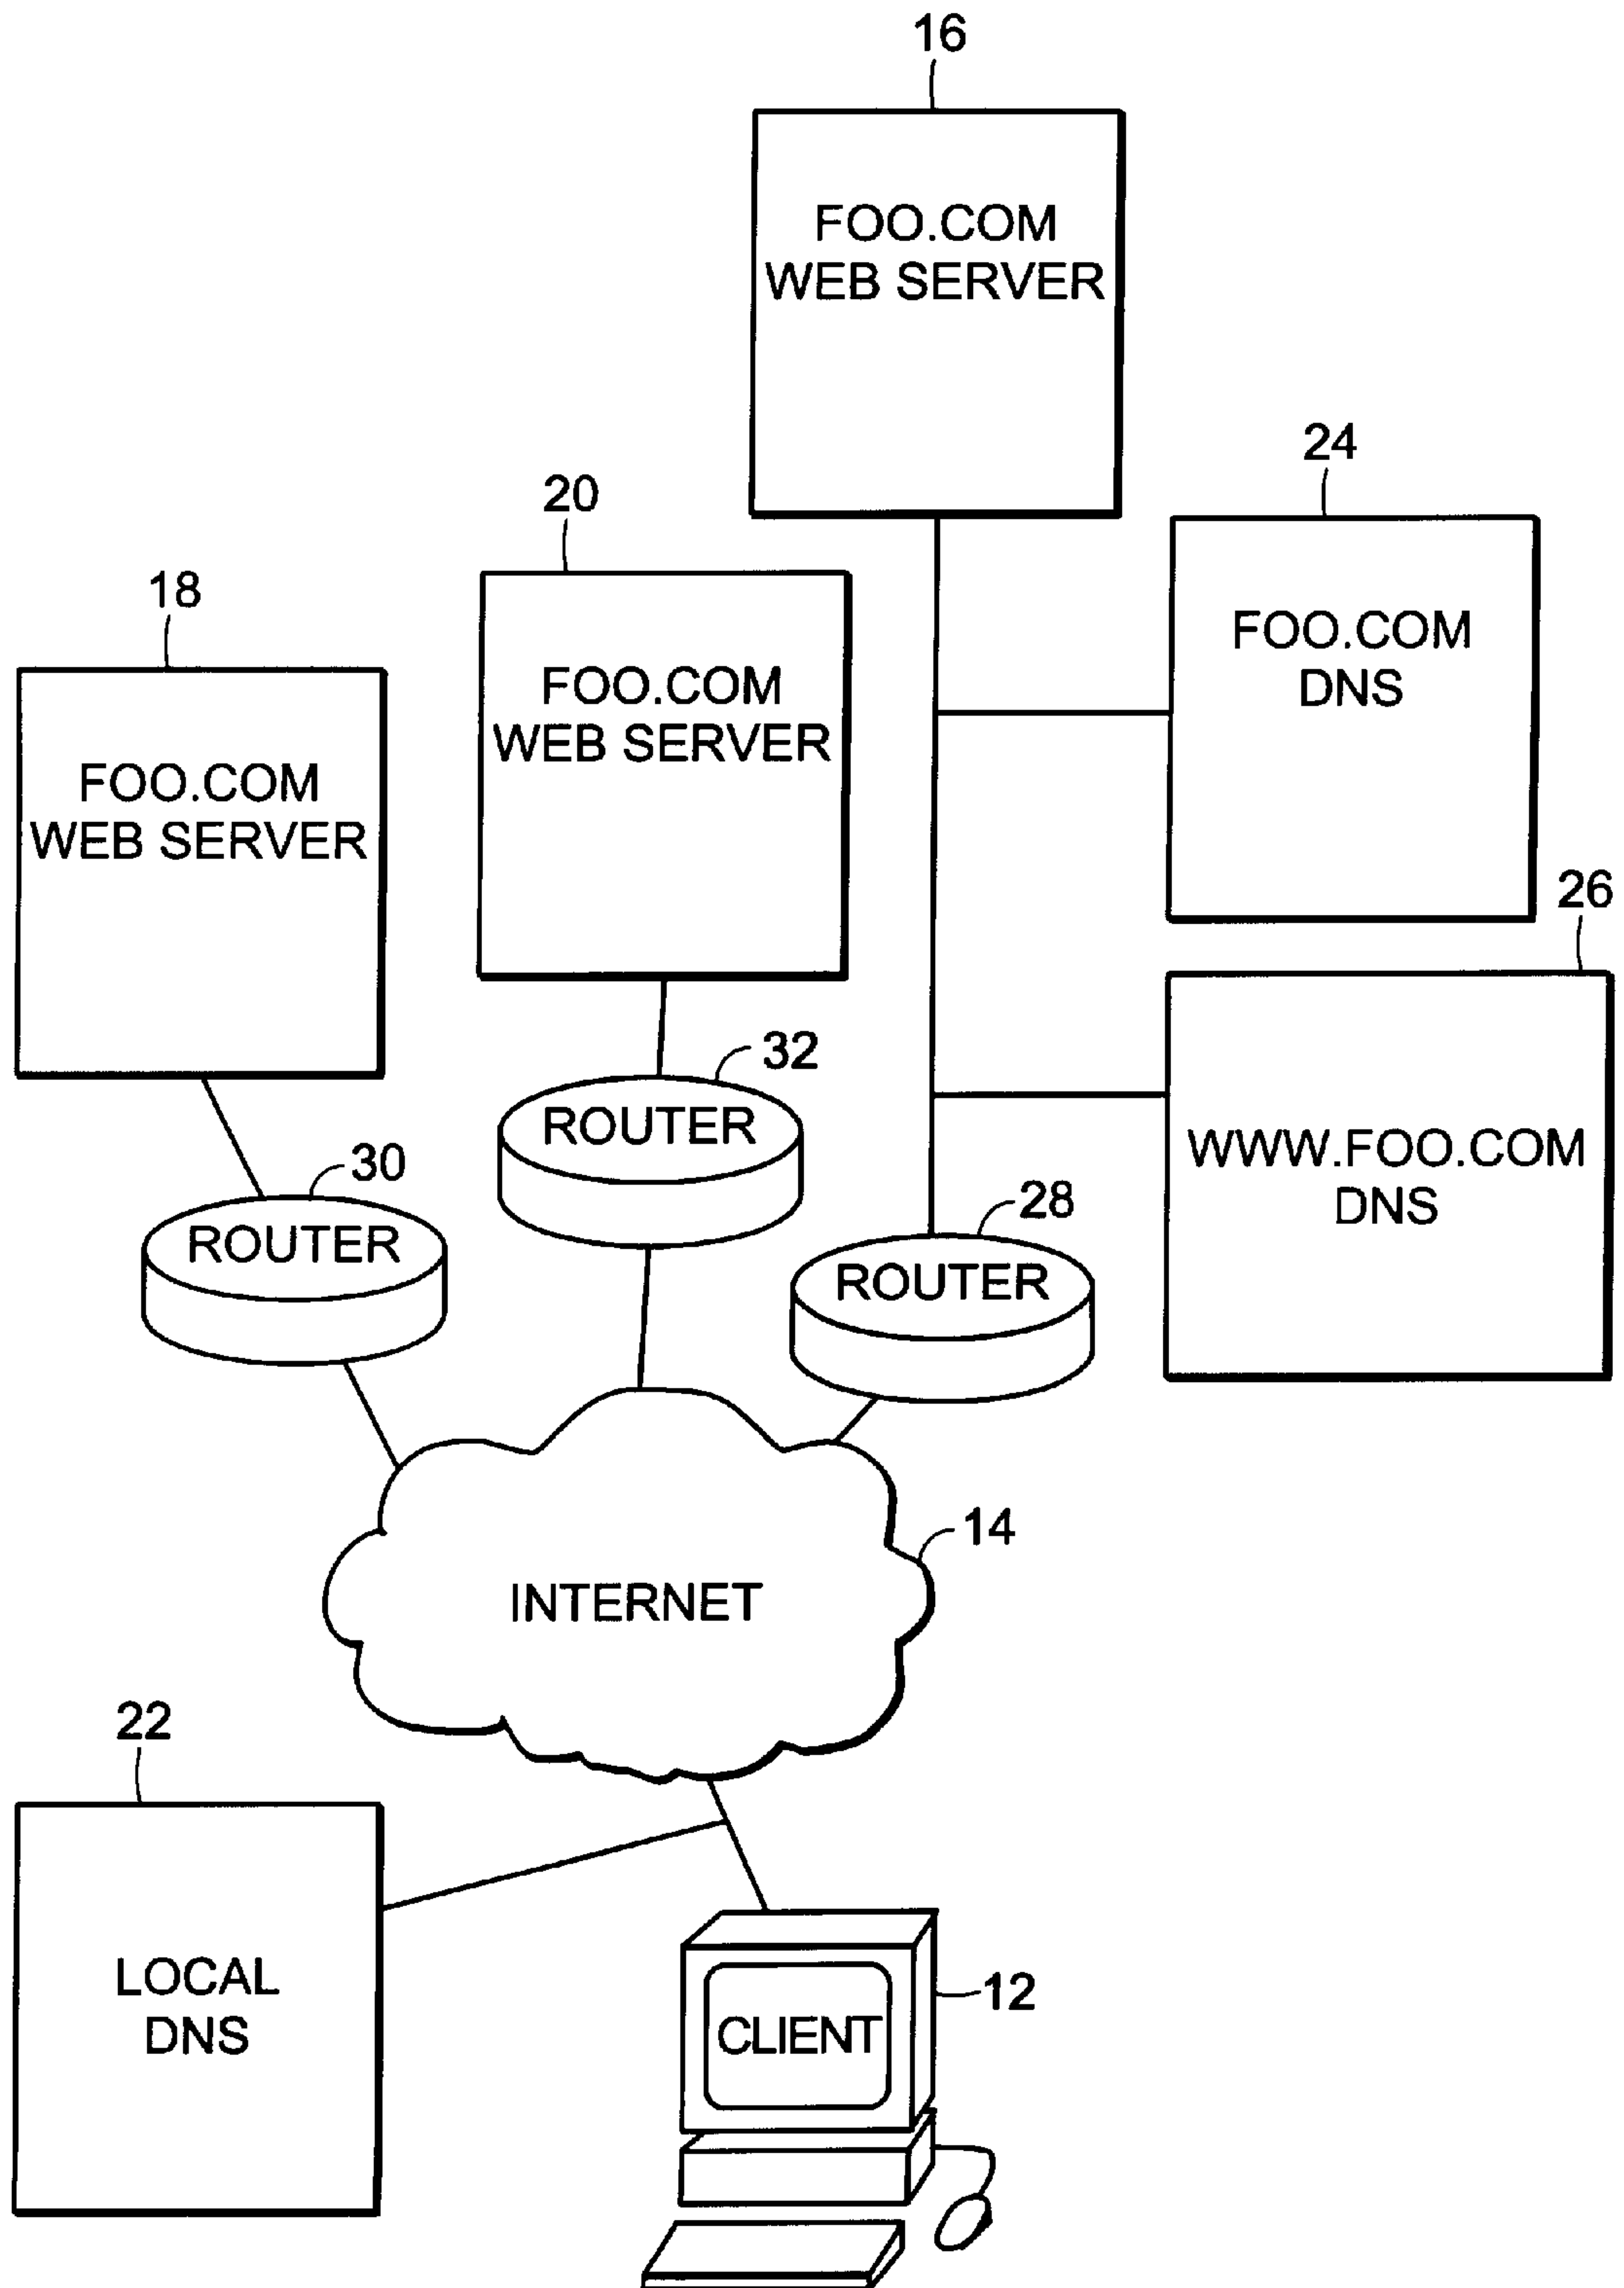 16
FOO.COM
WEB SERVER
24
FOO.COM
DNS
20
FOO.COM
WEB SERVER
18
FOO.COM
WEB SERVER
26
WWW.FOO.COM
DNS
32
ROUTER
30
ROUTER
28
ROUTER
14
INTERNET
22
LOCAL
DNS
12
CLIENT